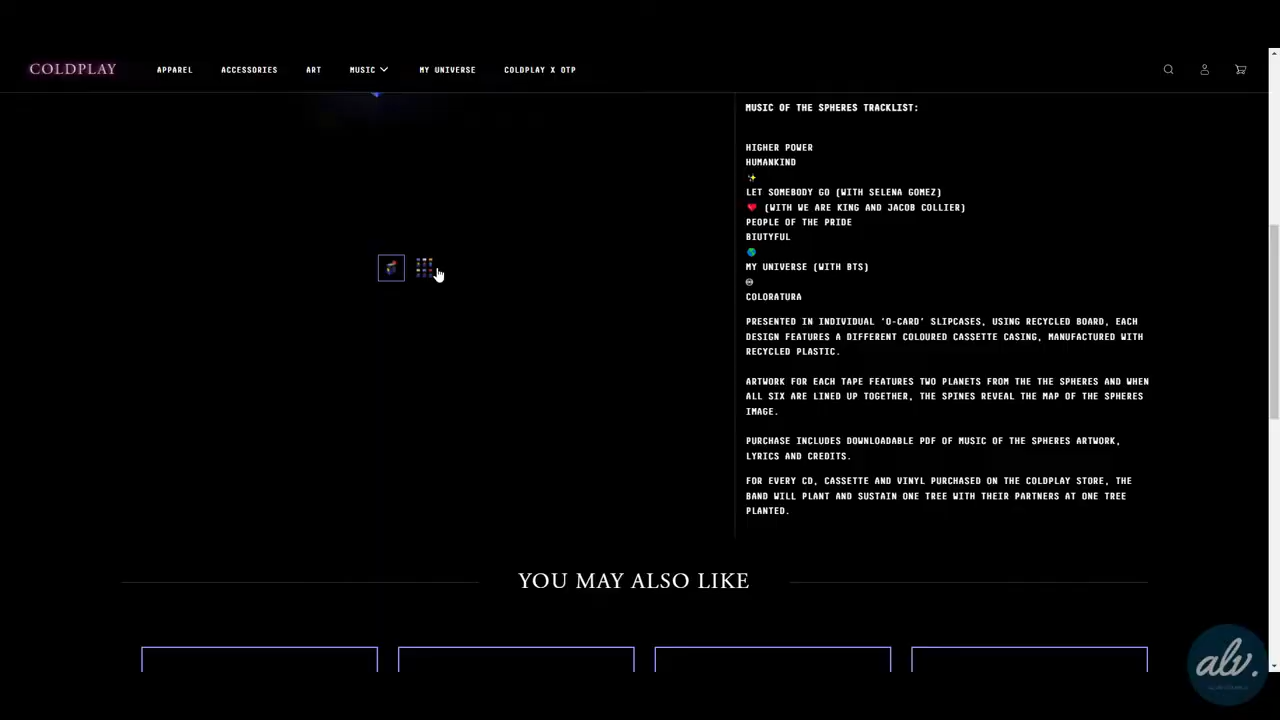 COLDPLAY APPAREL ACCESSORIES ART MUSIC MY UNIVERSE COLDPLAY X OTP
MUSIC OF THE SPHERES TRACKLIST:
HIGHER POWER
HUMANKIND
✨
LET SOMEBODY GO (WITH SELENA GOMEZ)
❤️ (WITH WE ARE KING AND JACOB COLLIER)
PEOPLE OF THE PRIDE
BIUTYFUL
🌎
MY UNIVERSE (WITH BTS)
♾
COLORATURA
PRESENTED IN INDIVIDUAL 'O-CARD' SLIPCASES, USING RECYCLED BOARD, EACH
DESIGN FEATURES A DIFFERENT COLOURED CASSETTE CASING, MANUFACTURED WITH
RECYCLED PLASTIC.
ARTWORK FOR EACH TAPE FEATURES TWO PLANETS FROM THE THE SPHERES AND WHEN
ALL SIX ARE LINED UP TOGETHER, THE SPINES REVEAL THE MAP OF THE SPHERES
IMAGE.
PURCHASE INCLUDES DOWNLOADABLE PDF OF MUSIC OF THE SPHERES ARTWORK,
LYRICS AND CREDITS.
FOR EVERY CD, CASSETTE AND VINYL PURCHASED ON THE COLDPLAY STORE, THE
BAND WILL PLANT AND SUSTAIN ONE TREE WITH THEIR PARTNERS AT ONE TREE
PLANTED.
YOU MAY ALSO LIKE
alv.